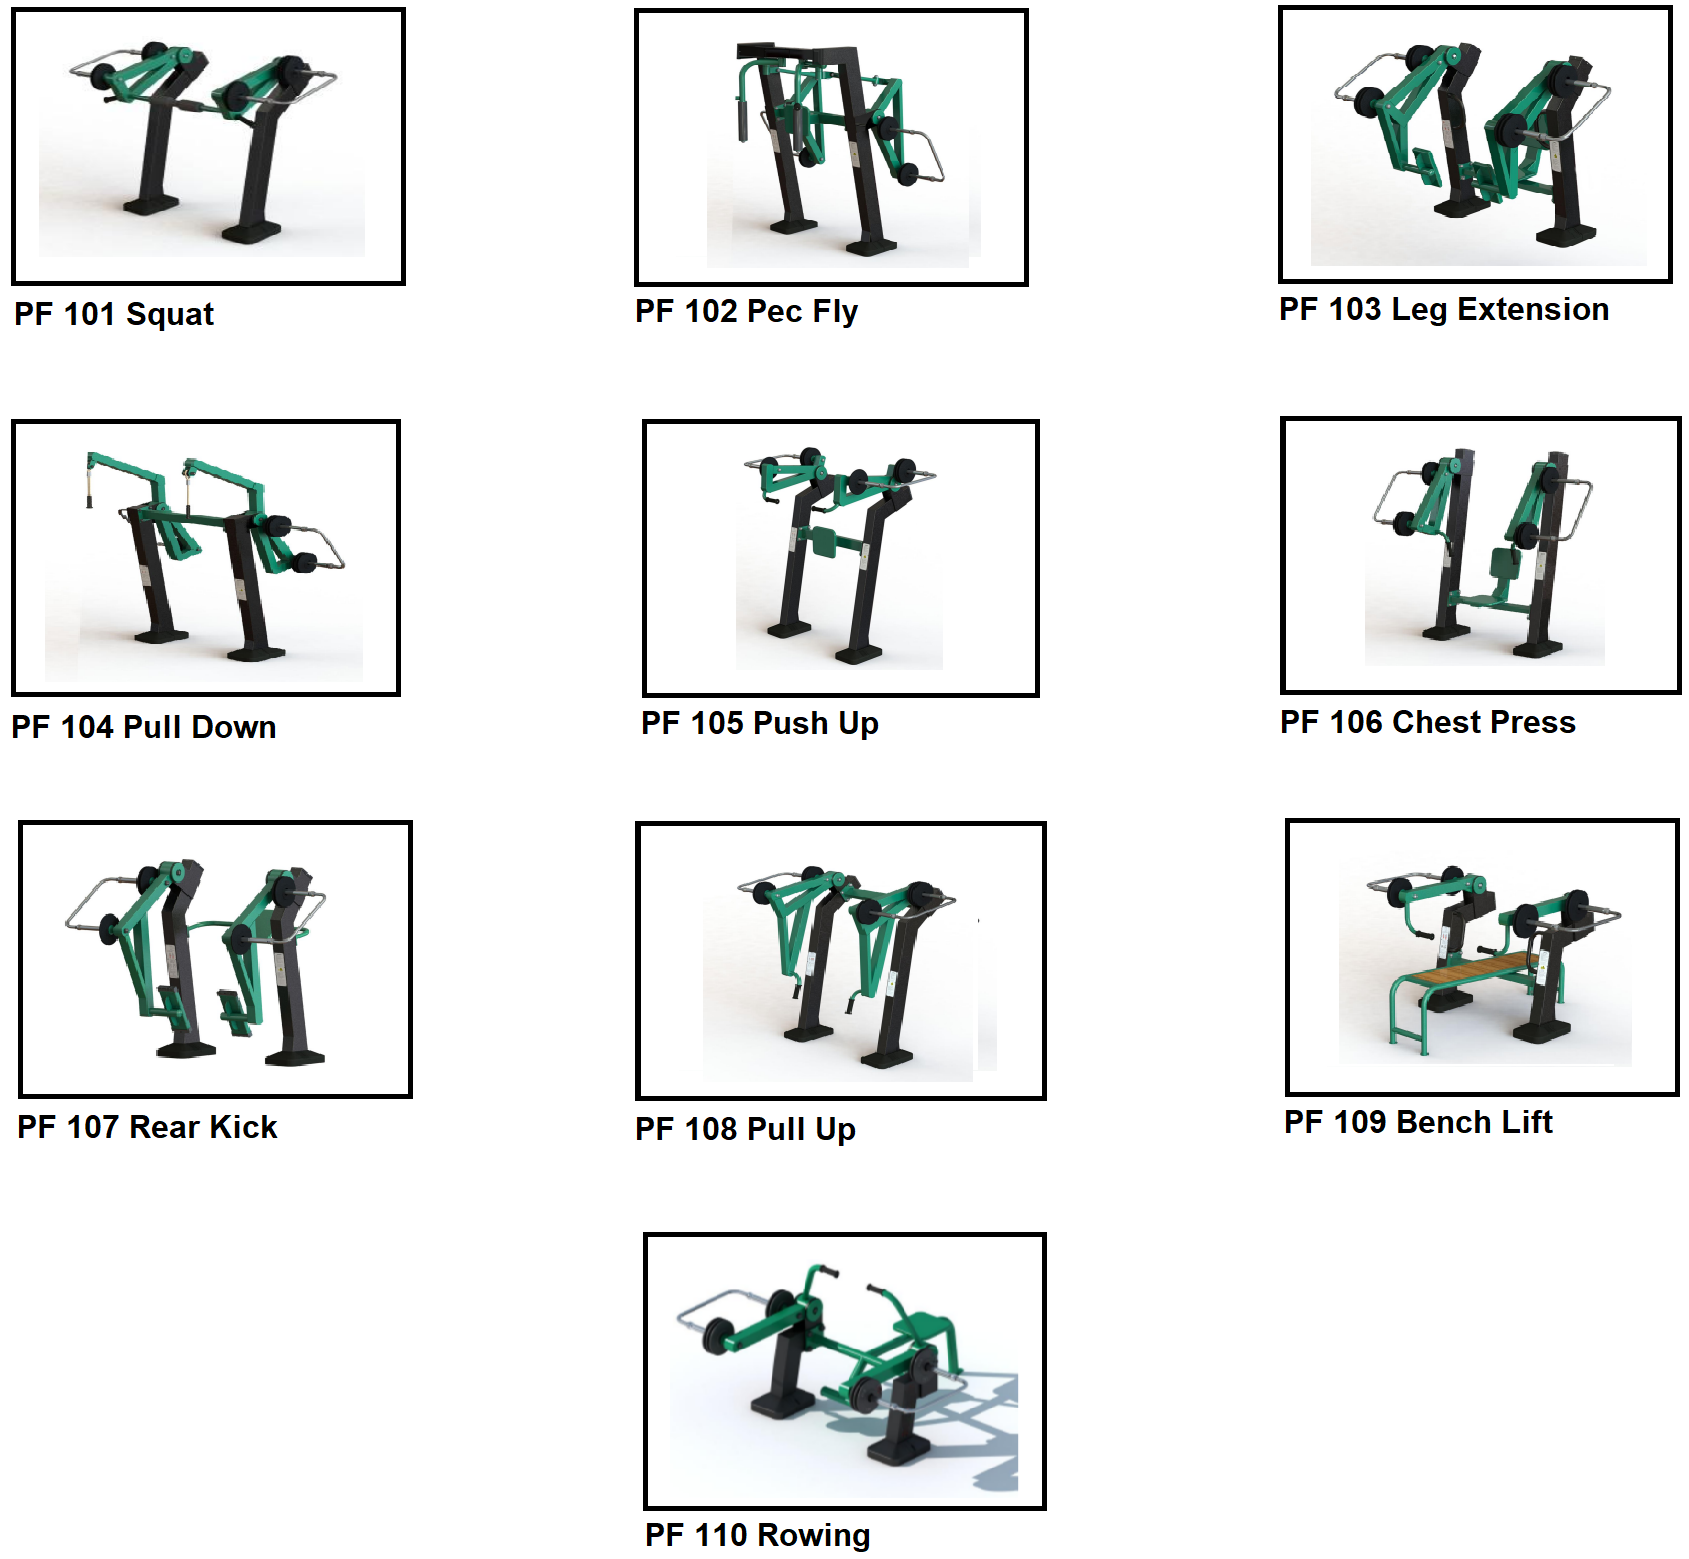 PF 101 Squat
PF 102 Pec Fly
PF 103 Leg Extension
PF 104 Pull Down
PF 105 Push Up
PF 106 Chest Press
PF 107 Rear Kick
PF 108 Pull Up
PF 109 Bench Lift
PF 110 Rowing